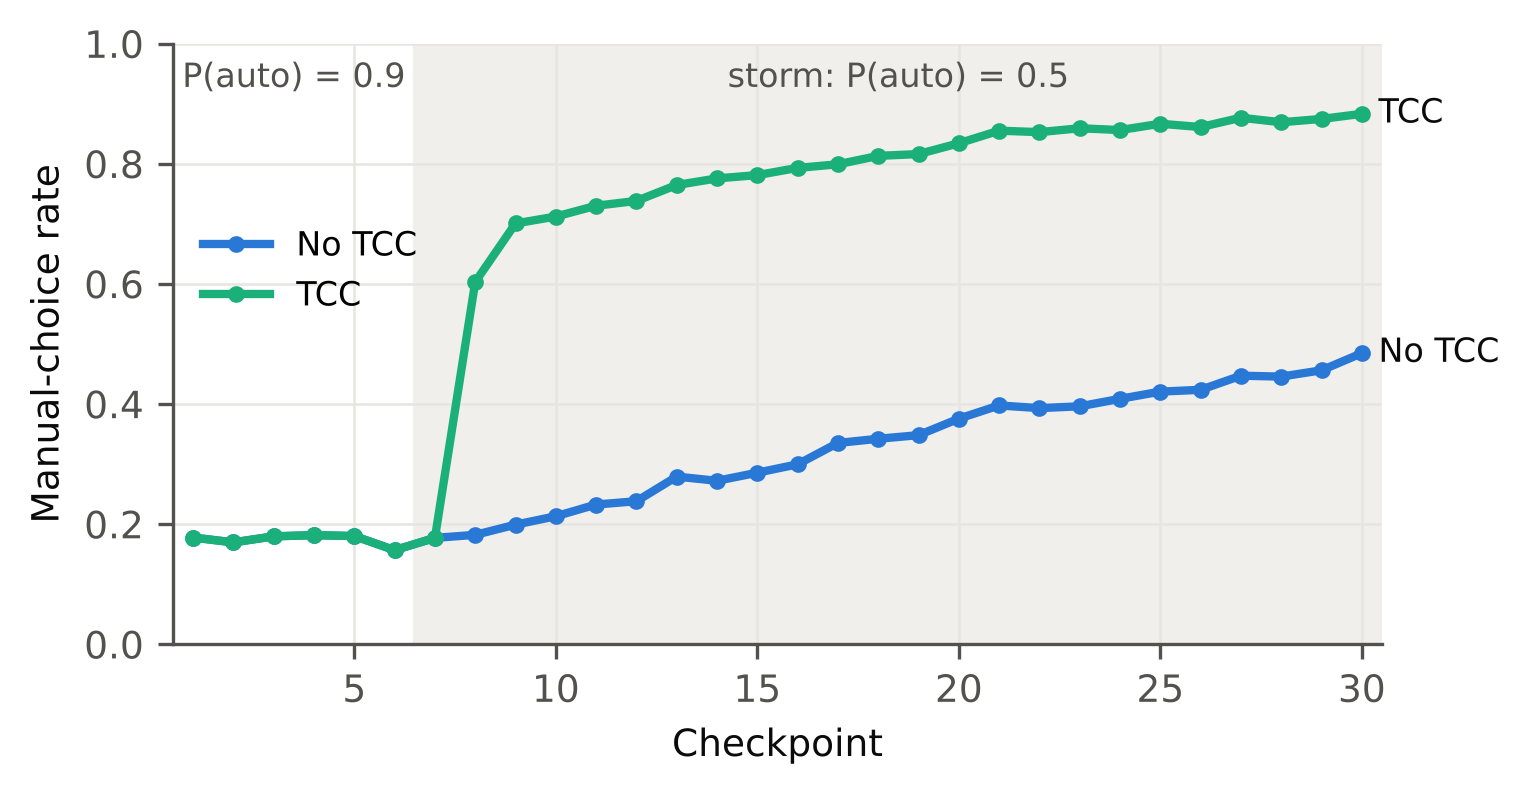 P(auto) = 0.9
storm: P(auto) = 0.5
1.0
0.8
0.6
0.4
0.2
0.0
Manual-choice rate
No TCC
TCC
TCC
No TCC
5
10
15
20
25
30
Checkpoint